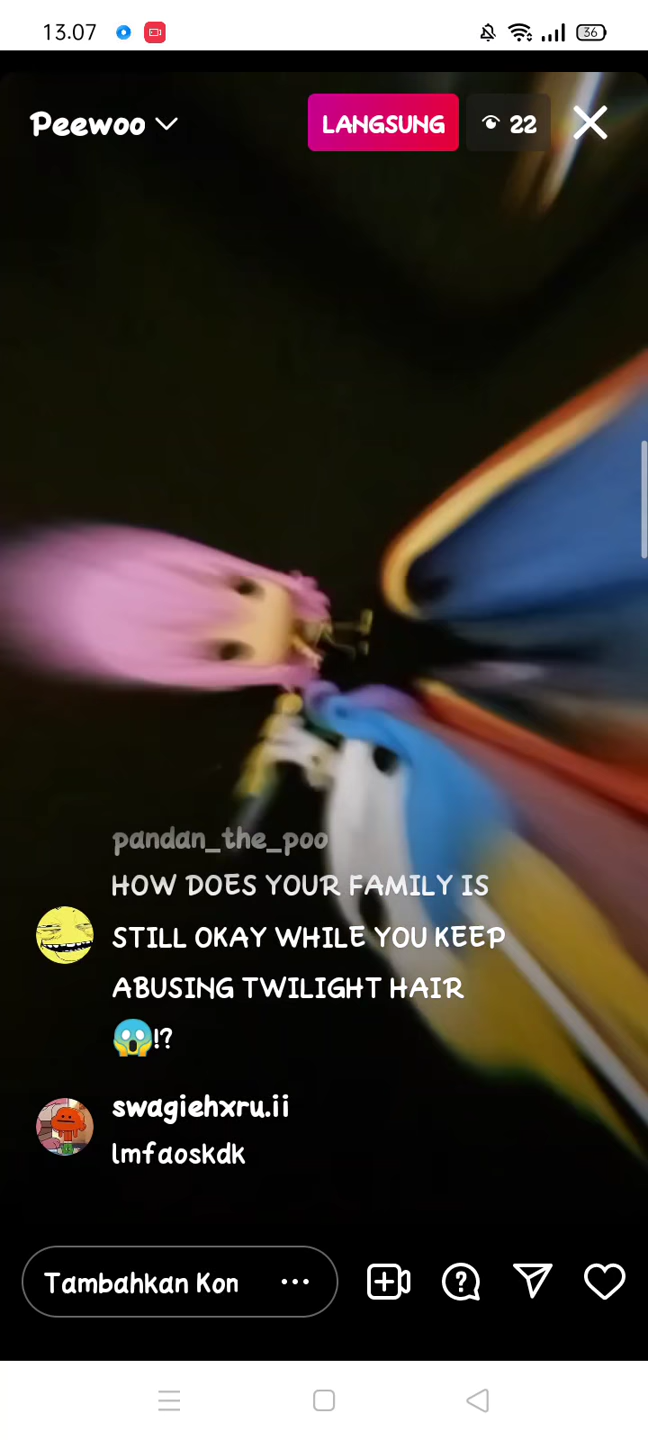 13.07
36
Peewoo
LANGSUNG
22
pandan_the_poo
HOW DOES YOUR FAMILY IS
STILL OKAY WHILE YOU KEEP
ABUSING TWILIGHT HAIR
😱!?
swagiehxru.ii
lmfaoskdk
Tambahkan Kon